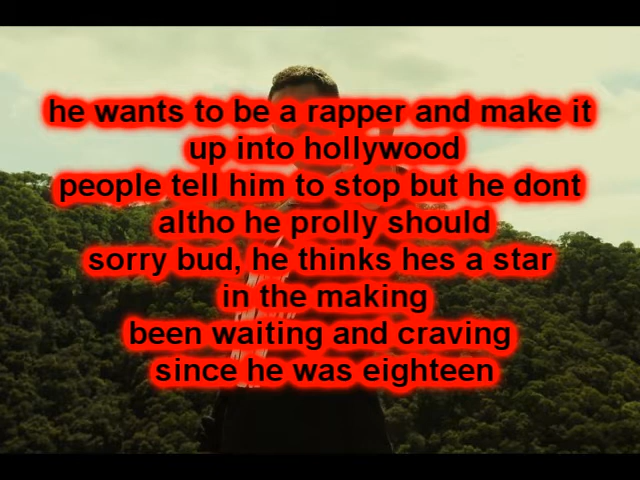 he wants to be a rapper and make it
up into hollywood
people tell him to stop but he dont
altho he prolly should
sorry bud, he thinks hes a star
in the making
been waiting and craving
since he was eighteen